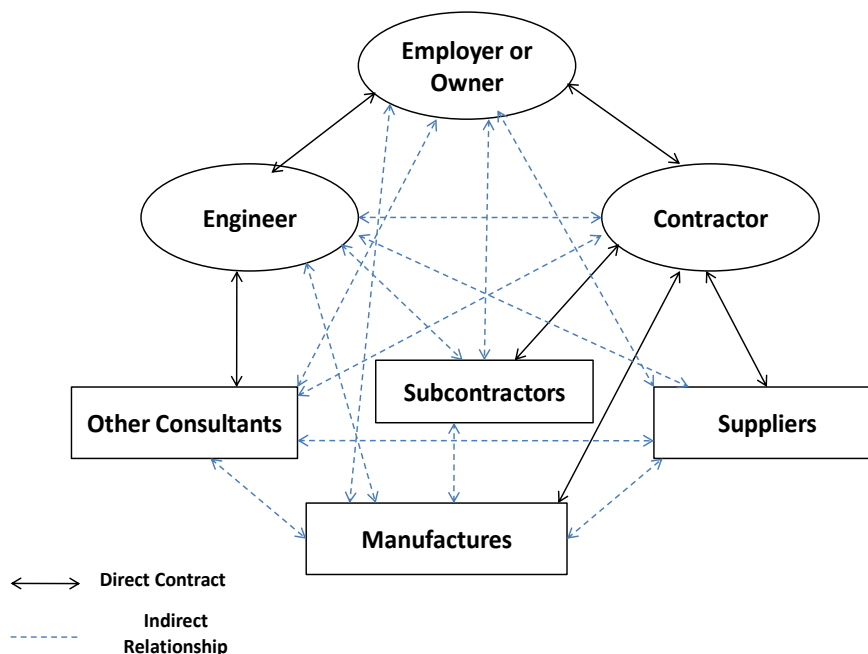 Employer or
Owner
Engineer
Contractor
Subcontractors
Other Consultants
Suppliers
Manufactures
Direct Contract
Indirect
Relationship